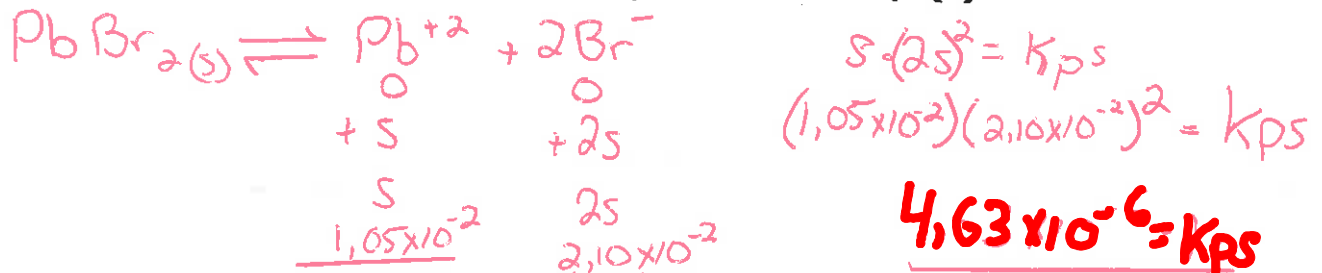 PbBr₂(s) ⇌ Pb⁺² + 2Br⁻
0 0
+s +2s
s 2s
1,05x10⁻² 2,10x10⁻²
s·(2s)² = Kps
(1,05x10⁻²)(2,10x10⁻²)² = Kps
4,63x10⁻⁶=Kps